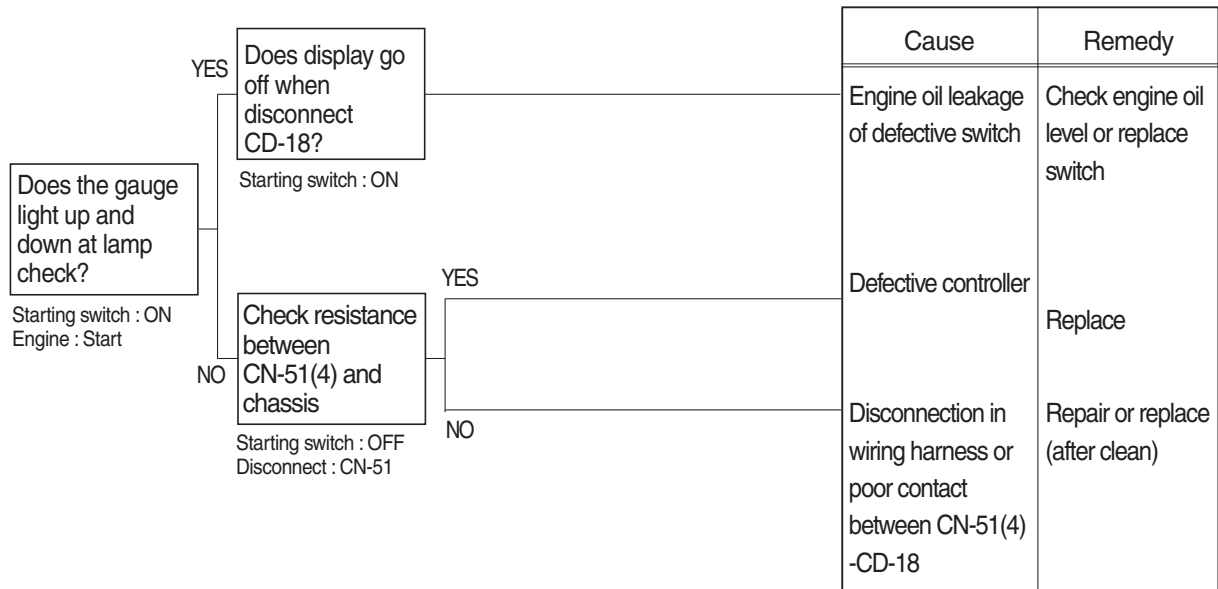 Does the gauge
light up and
down at lamp
check?
Starting switch : ON
Engine : Start
YES
Does display go
off when
disconnect
CD-18?
Starting switch : ON
NO
Check resistance
between
CN-51(4) and
chassis
Starting switch : OFF
Disconnect : CN-51
YES
NO
Cause
Remedy
Engine oil leakage
of defective switch
Check engine oil
level or replace
switch
Defective controller
Replace
Disconnection in
wiring harness or
poor contact
between CN-51(4)
-CD-18
Repair or replace
(after clean)